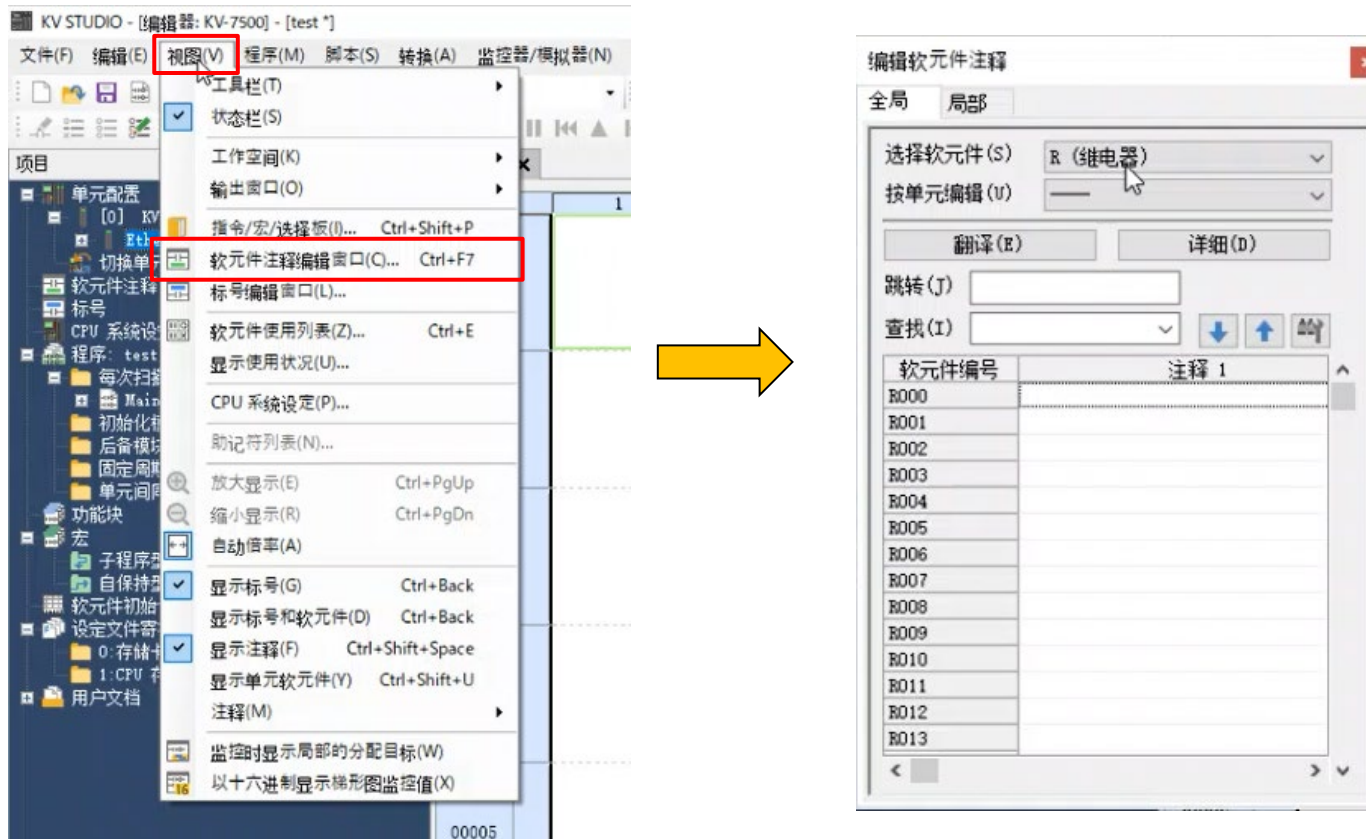 KV STUDIO - [编辑器: KV-7500] - [test *]
文件(F) 编辑(E) 视图(V) 程序(M) 脚本(S) 转换(A) 监控器/模拟器(N)
工具栏(T)
状态栏(S)
工作空间(K)
输出窗口(O)
指令/宏/选择板(I)... Ctrl+Shift+P
软元件注释编辑窗口(C)... Ctrl+F7
标号编辑窗口(L)...
软元件使用列表(Z)... Ctrl+E
显示使用状况(U)...
CPU 系统设定(P)...
助记符列表(N)...
放大显示(E) Ctrl+PgUp
缩小显示(R) Ctrl+PgDn
自动倍率(A)
显示标号(G) Ctrl+Back
显示标号和软元件(D) Ctrl+Back
显示注释(F) Ctrl+Shift+Space
显示单元软元件(Y) Ctrl+Shift+U
注释(M)
监控时显示局部的分配目标(W)
以十六进制显示梯形图监控值(X)
项目
单元配置
[0] KV
Eth
切换单
软元件注释
标号
CPU 系统设
程序: test
每次扫
Main
初始化
后备模
固定周
单元间
功能块
宏
子程序
自保持
软元件初始
设定文件寄
0:存储
1:CPU
用户文档
1
00005
编辑软元件注释
全局 局部
选择软元件(S) R (继电器)
按单元编辑(U) ——
翻译(E) 详细(D)
跳转(J)
查找(I)
软元件编号 注释 1
R000
R001
R002
R003
R004
R005
R006
R007
R008
R009
R010
R011
R012
R013